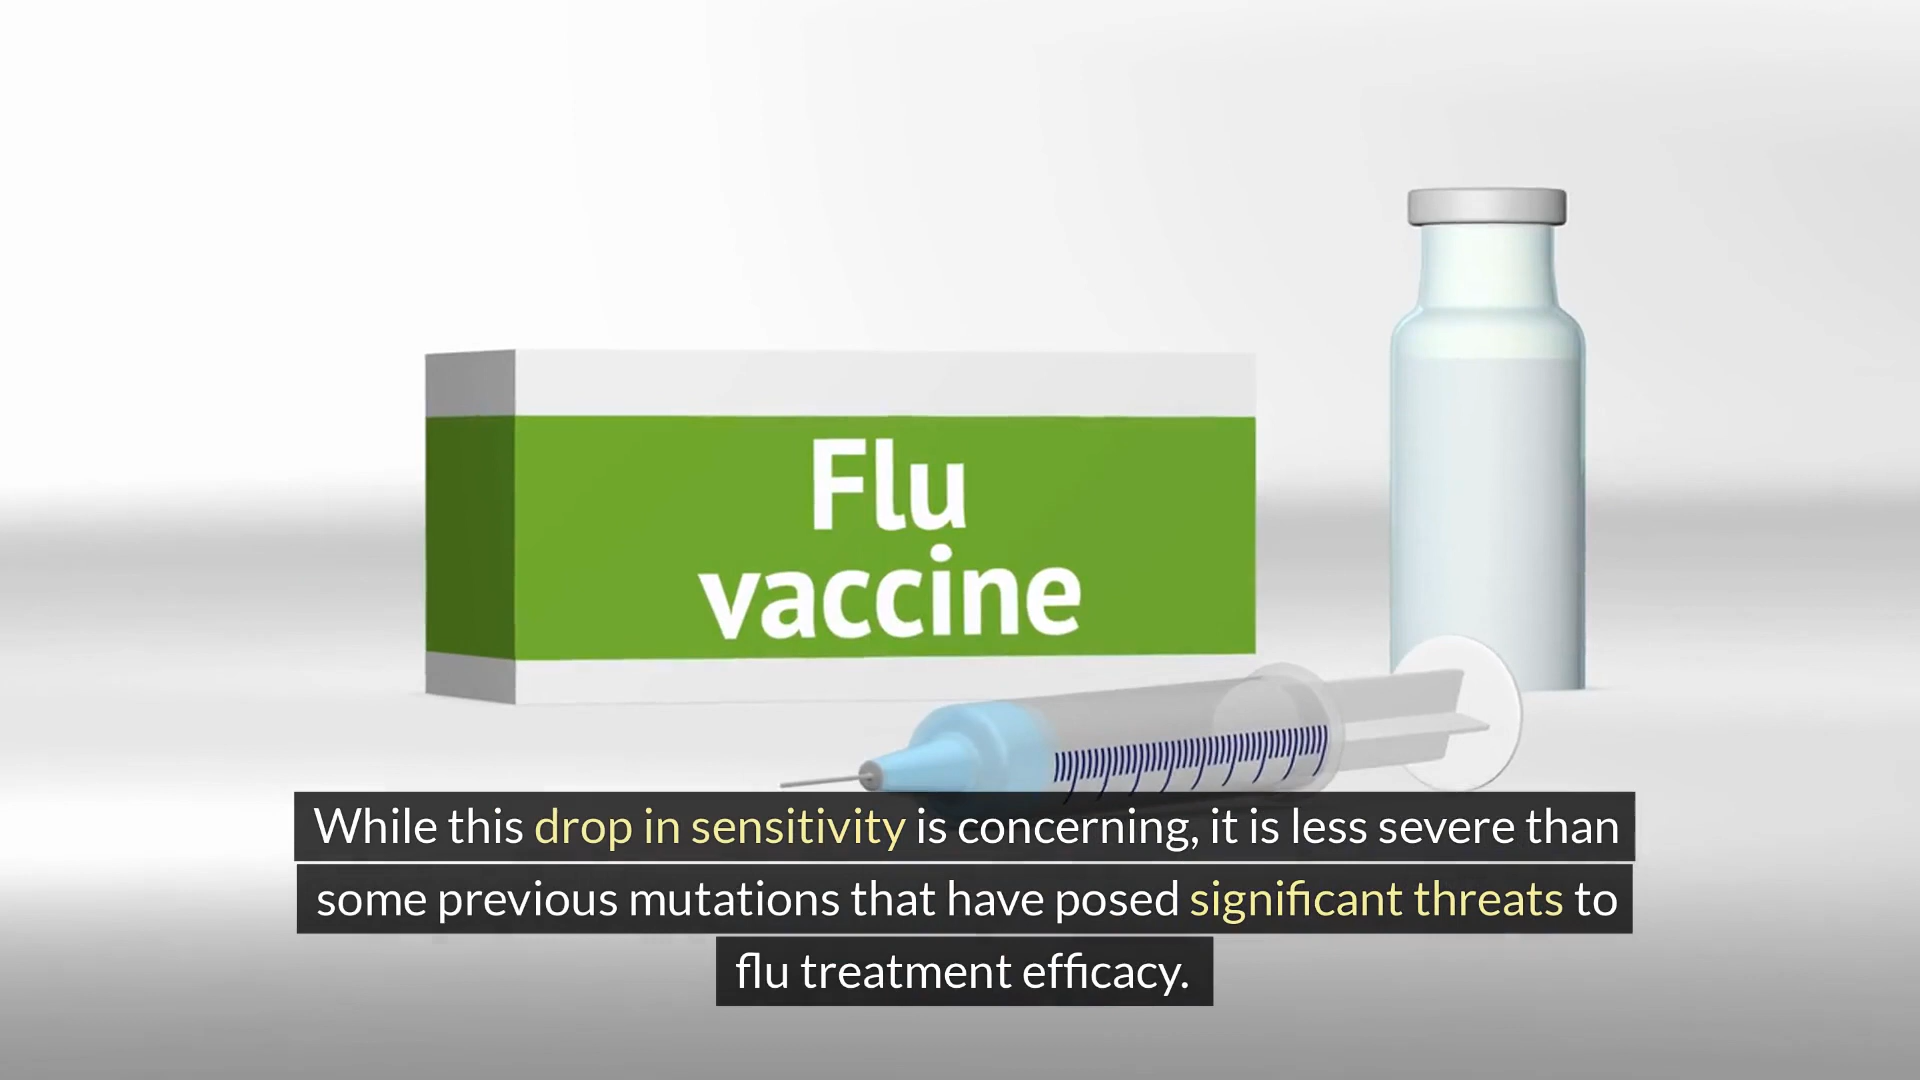 Flu
vaccine
While this drop in sensitivity is concerning, it is less severe than
some previous mutations that have posed significant threats to
flu treatment efficacy.